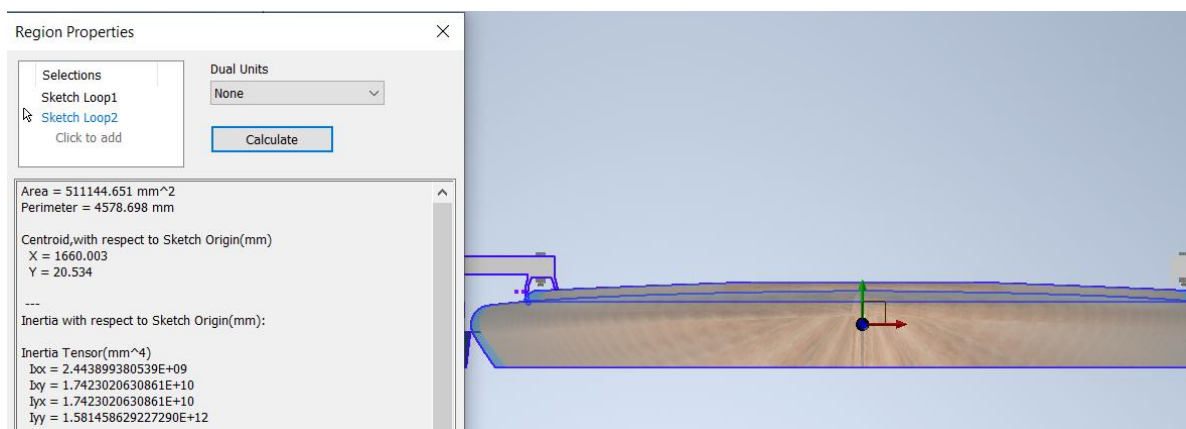 Region Properties
Selections
Sketch Loop1
Sketch Loop2
Click to add
Dual Units
None
Calculate
Area = 511144.651 mm^2
Perimeter = 4578.698 mm
Centroid,with respect to Sketch Origin(mm)
X = 1660.003
Y = 20.534
---
Inertia with respect to Sketch Origin(mm):
Inertia Tensor(mm^4)
Ixx = 2.443899380539E+09
Ixy = 1.7423020630861E+10
Iyx = 1.7423020630861E+10
Iyy = 1.581458629227290E+12